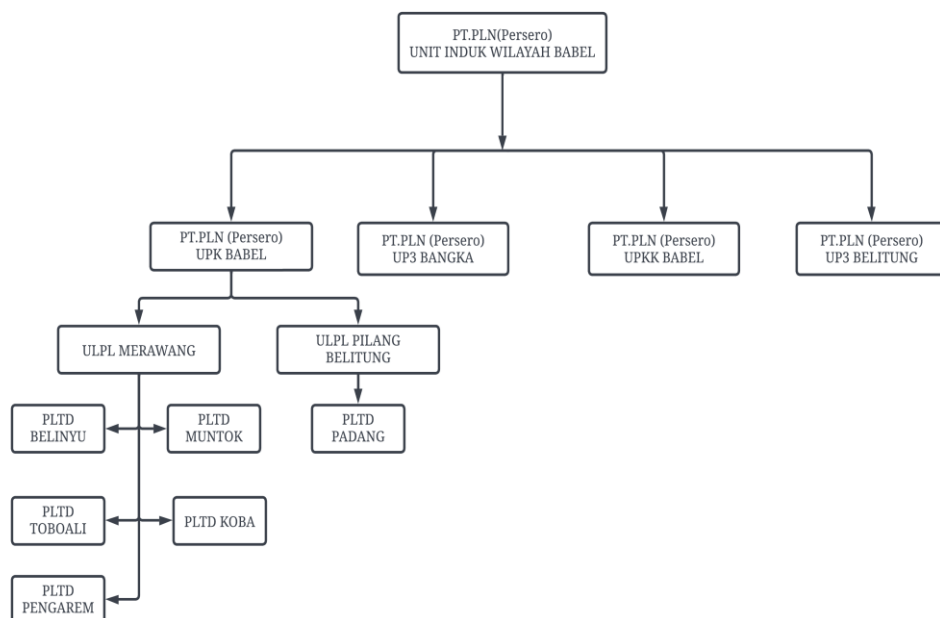 PT.PLN(Persero)
UNIT INDUK WILAYAH BABEL
PT.PLN (Persero)
UPK BABEL
PT.PLN (Persero)
UP3 BANGKA
PT.PLN (Persero)
UPKK BABEL
PT.PLN (Persero)
UP3 BELITUNG
ULPL MERAWANG
ULPL PILANG
BELITUNG
PLTD
BELINYU
PLTD
MUNTOK
PLTD
PADANG
PLTD
TOBOALI
PLTD KOBA
PLTD
PENGAREM